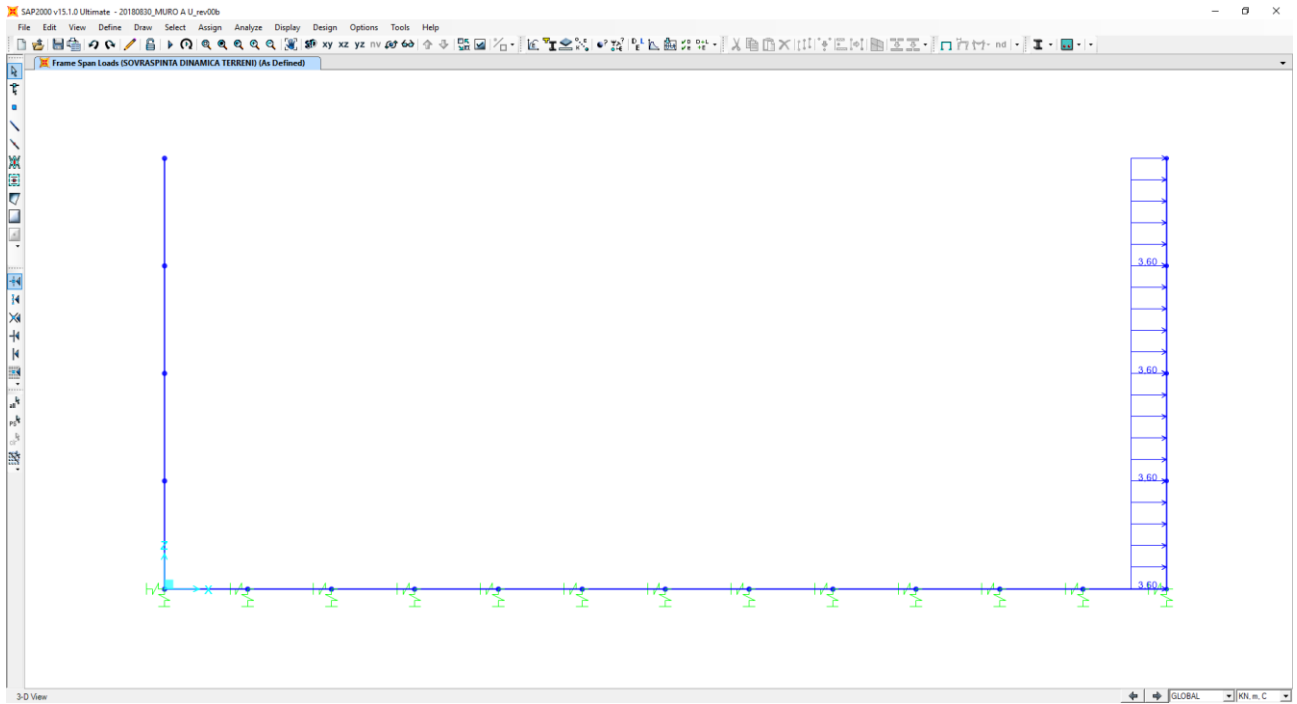 SAP2000 v15.1.0 Ultimate - 20180830_MURO A U_rev00b
File Edit View Define Draw Select Assign Analyze Display Design Options Tools Help
xy xz yz nv nd
Frame Span Loads (SOVRASPINTA DINAMICA TERRENI) (As Defined)
3.60
3.60
3.60
3.60
X
3-D View
GLOBAL
KN, m, C